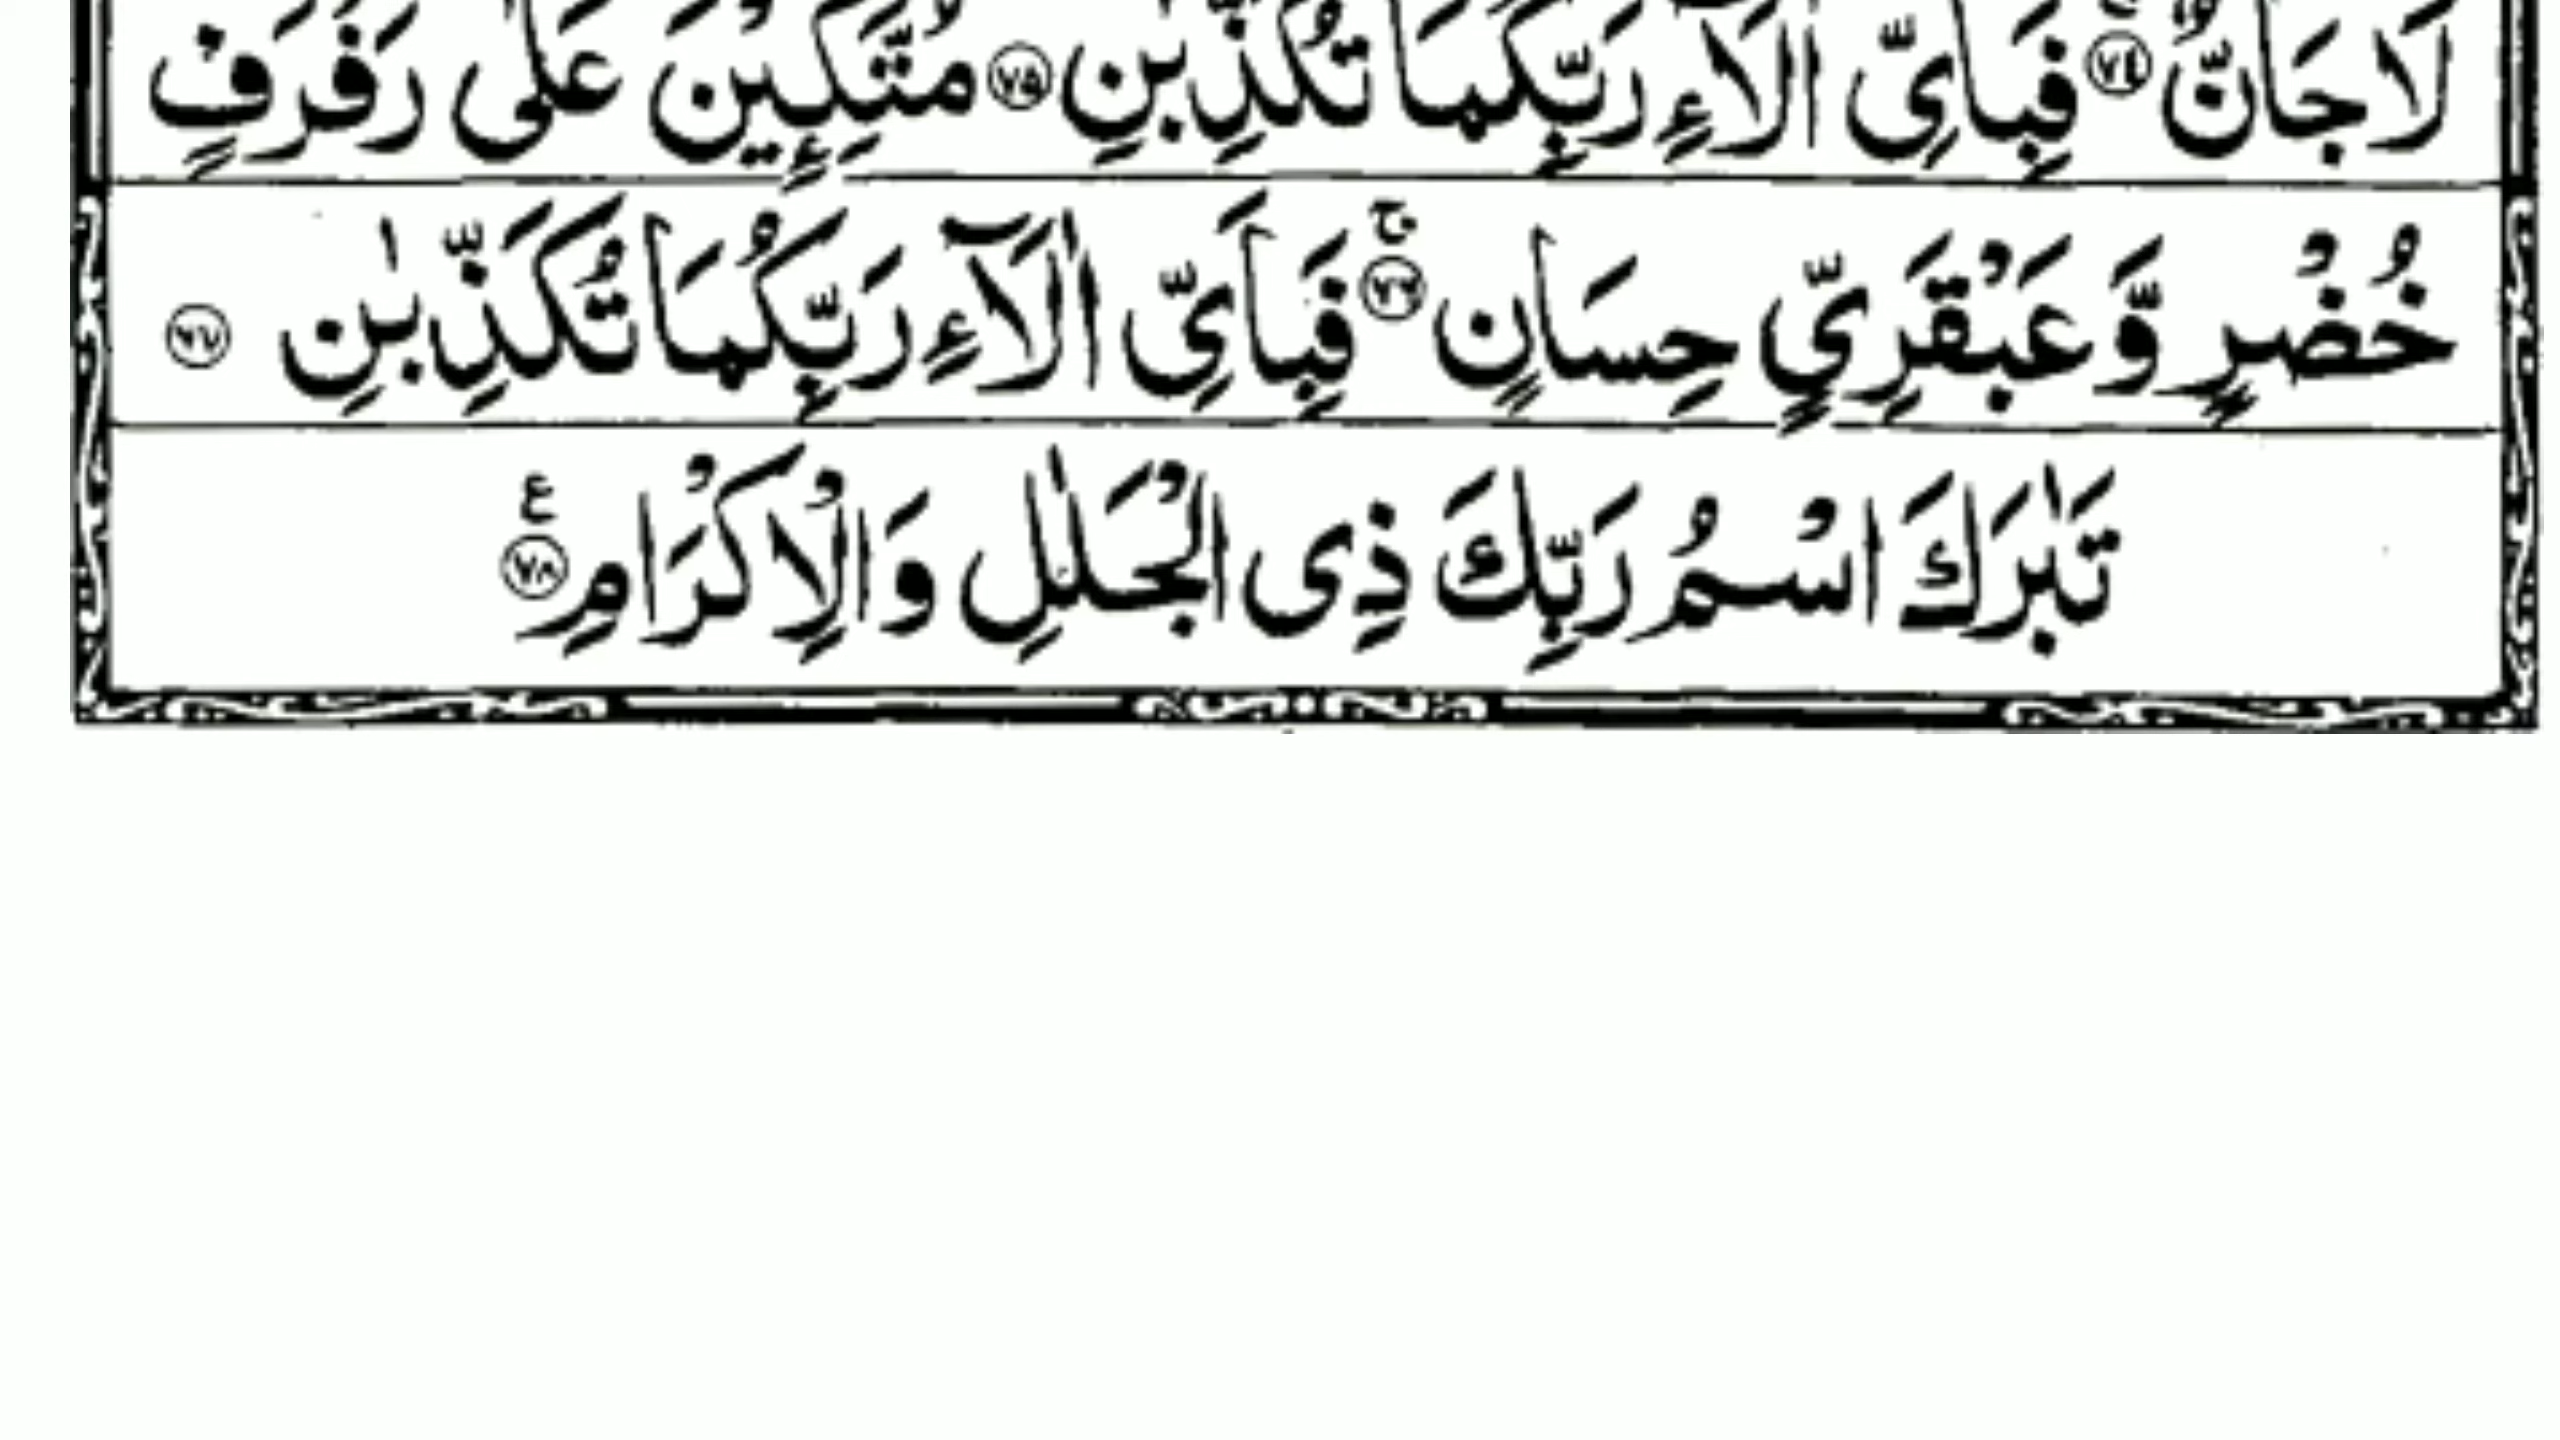 لَا جَآنٌّ ﴿٧٤﴾ۚ فَبِاَیِّ اٰلَآءِ رَبِّكُمَا تُكَذِّبٰنِ ﴿٧٥﴾ مُتَّكِـِٕیْنَ عَلٰی رَفْرَفٍ
خُضْرٍ وَّعَبْقَرِیٍّ حِسَانٍ ﴿٧٦﴾ۚ فَبِاَیِّ اٰلَآءِ رَبِّكُمَا تُكَذِّبٰنِ ﴿٧٧﴾
تَبٰرَكَ اسْمُ رَبِّكَ ذِی الْجَلٰلِ وَالْاِكْرَامِ ﴿٧٨﴾ ع